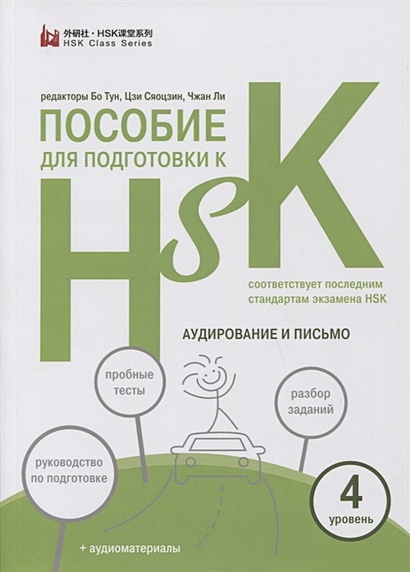 外研社·HSK课堂系列
HSK Class Series
редакторы Бо Тун, Цзи Сяоцзин, Чжан Ли
ПОСОБИЕ
ДЛЯ ПОДГОТОВКИ К
HSK
соответствует последним
стандартам экзамена HSK
АУДИРОВАНИЕ И ПИСЬМО
пробные
тесты
разбор
заданий
руководство
по подготовке
4
уровень
+ аудиоматериалы